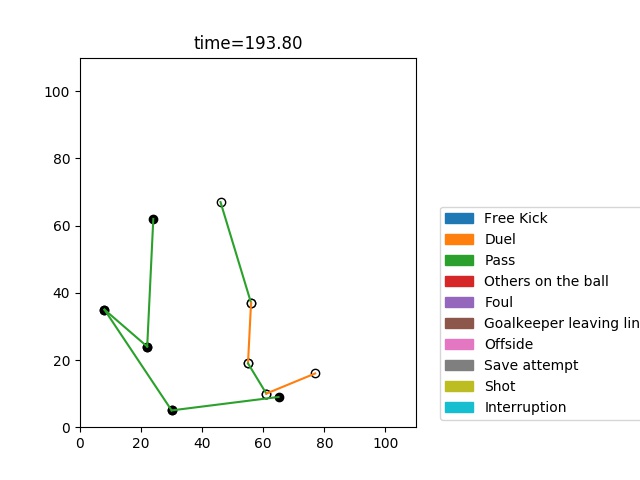 time=193.80
100
80
60
40
20
0
0 20 40 60 80 100
Free Kick
Duel
Pass
Others on the ball
Foul
Goalkeeper leaving lin
Offside
Save attempt
Shot
Interruption